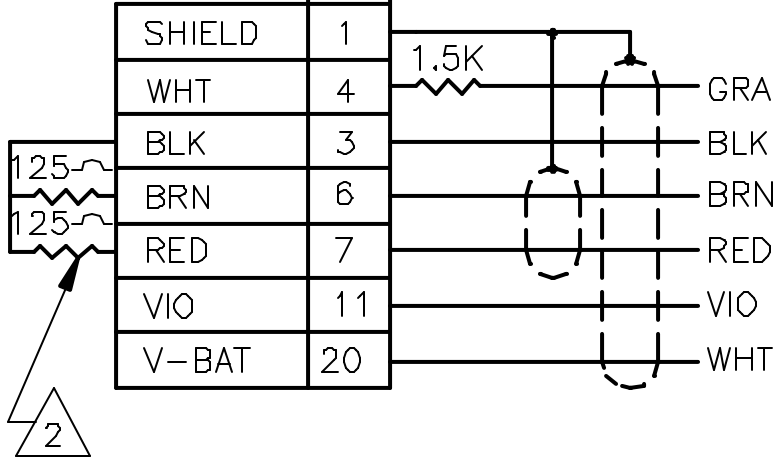 SHIELD 1
1.5K
WHT 4 GRA
BLK 3 BLK
125
BRN 6 BRN
125
RED 7 RED
VIO 11 VIO
V-BAT 20 WHT
2